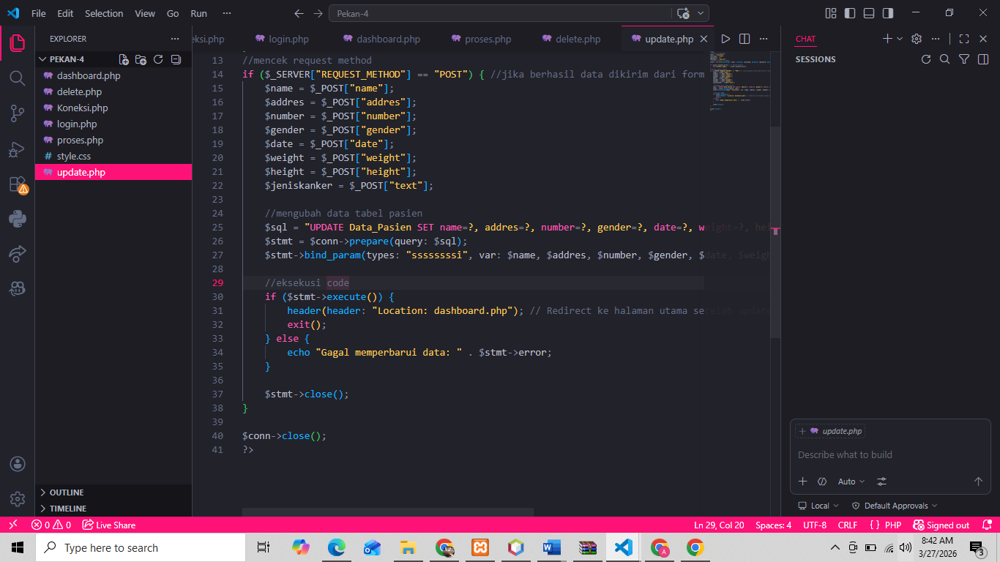 File Edit Selection View Go Run ···
Pekan-4
EXPLORER
PEKAN-4
dashboard.php
delete.php
Koneksi.php
login.php
proses.php
style.css
update.php
OUTLINE
TIMELINE
eksi.php login.php dashboard.php proses.php delete.php update.php
13 //mencek request method
14 if ($_SERVER["REQUEST_METHOD"] == "POST") { //jika berhasil data dikirim dari form
15 $name = $_POST["name"];
16 $addres = $_POST["addres"];
17 $number = $_POST["number"];
18 $gender = $_POST["gender"];
19 $date = $_POST["date"];
20 $weight = $_POST["weight"];
21 $height = $_POST["height"];
22 $jeniskanker = $_POST["text"];
23
24 //mengubah data tabel pasien
25 $sql = "UPDATE Data_Pasien SET name=?, addres=?, number=?, gender=?, date=?, weight=?, hei
26 $stmt = $conn->prepare(query: $sql);
27 $stmt->bind_param(types: "ssssssssi", var: $name, $addres, $number, $gender, $date, $weigh
28
29 //eksekusi code
30 if ($stmt->execute()) {
31 header(header: "Location: dashboard.php"); // Redirect ke halaman utama setelah update
32 exit();
33 } else {
34 echo "Gagal memperbarui data: " . $stmt->error;
35 }
36
37 $stmt->close();
38 }
39
40 $conn->close();
41 ?>
CHAT
SESSIONS
update.php
Describe what to build
Auto
Local Default Approvals
0 0 Live Share
Ln 29, Col 20 Spaces: 4 UTF-8 CRLF { } PHP Signed out
Type here to search
8:42 AM
3/27/2026
3